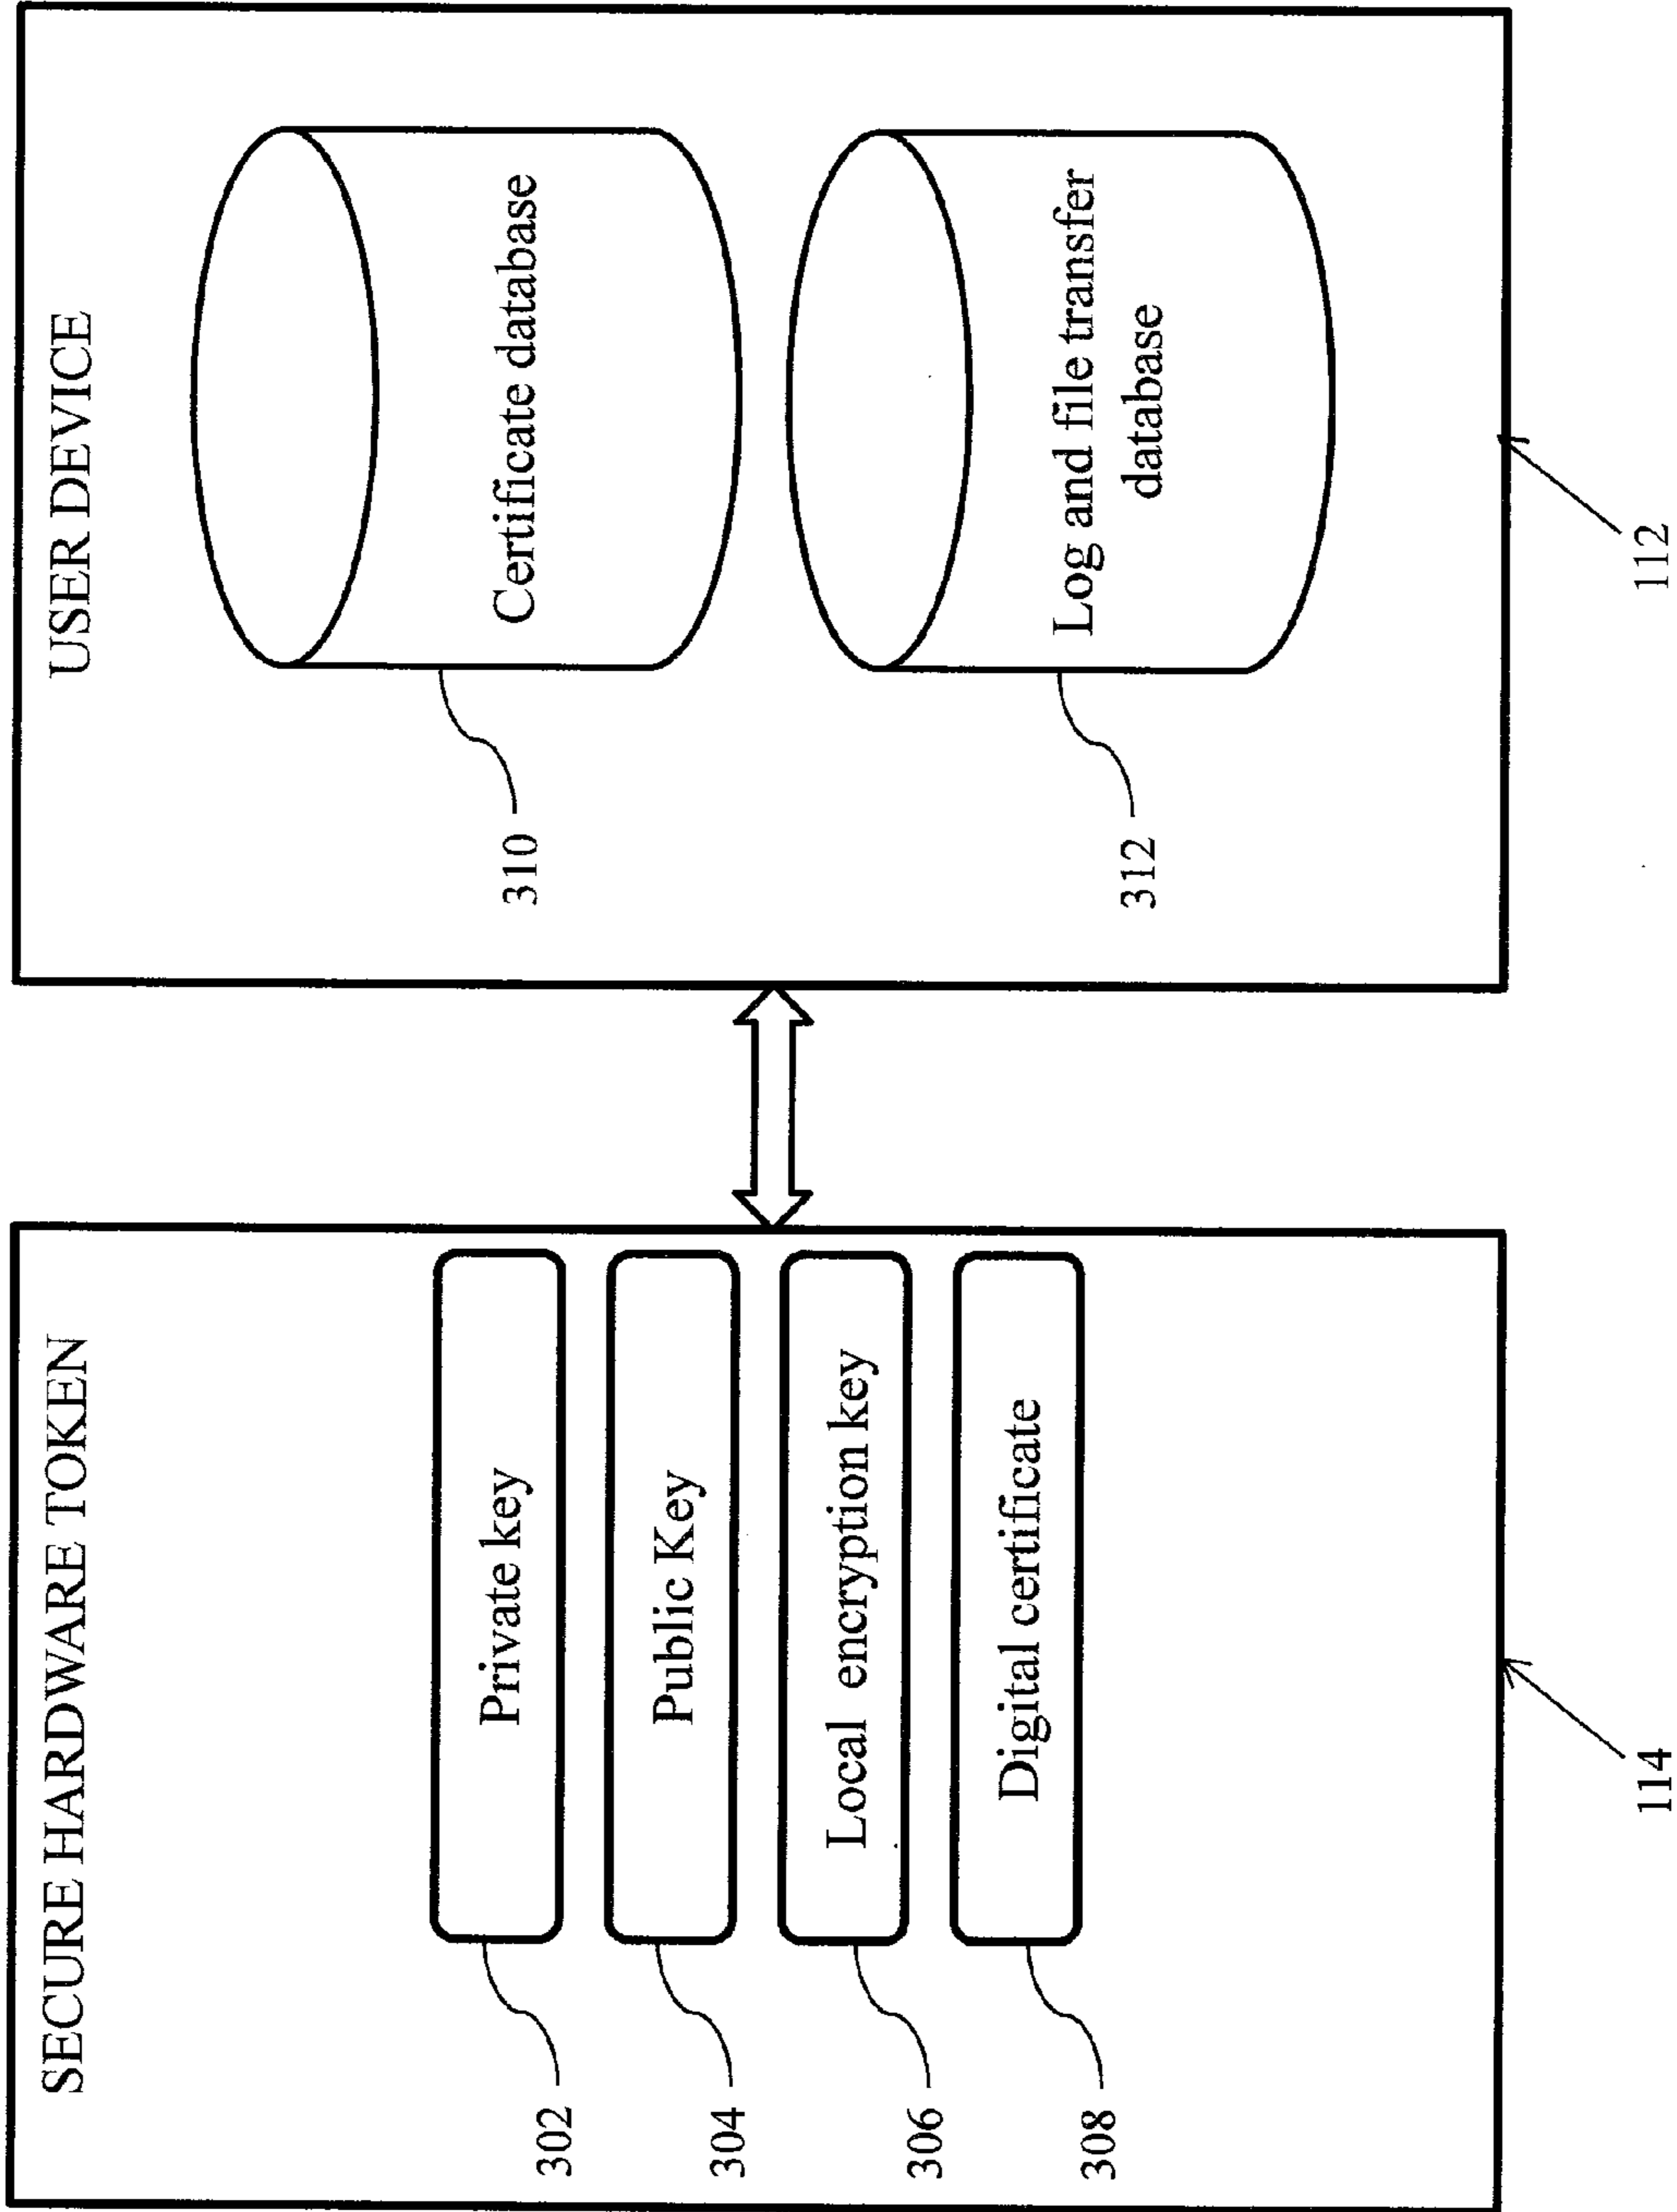 SECURE HARDWARE TOKEN
302
Private key
304
Public Key
306
Local encryption key
308
Digital certificate
114
USER DEVICE
310
Certificate database
312
Log and file transfer
database
112